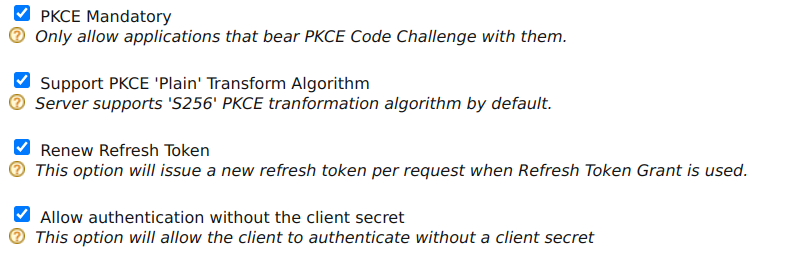 PKCE Mandatory
Only allow applications that bear PKCE Code Challenge with them.
Support PKCE 'Plain' Transform Algorithm
Server supports 'S256' PKCE tranformation algorithm by default.
Renew Refresh Token
This option will issue a new refresh token per request when Refresh Token Grant is used.
Allow authentication without the client secret
This option will allow the client to authenticate without a client secret